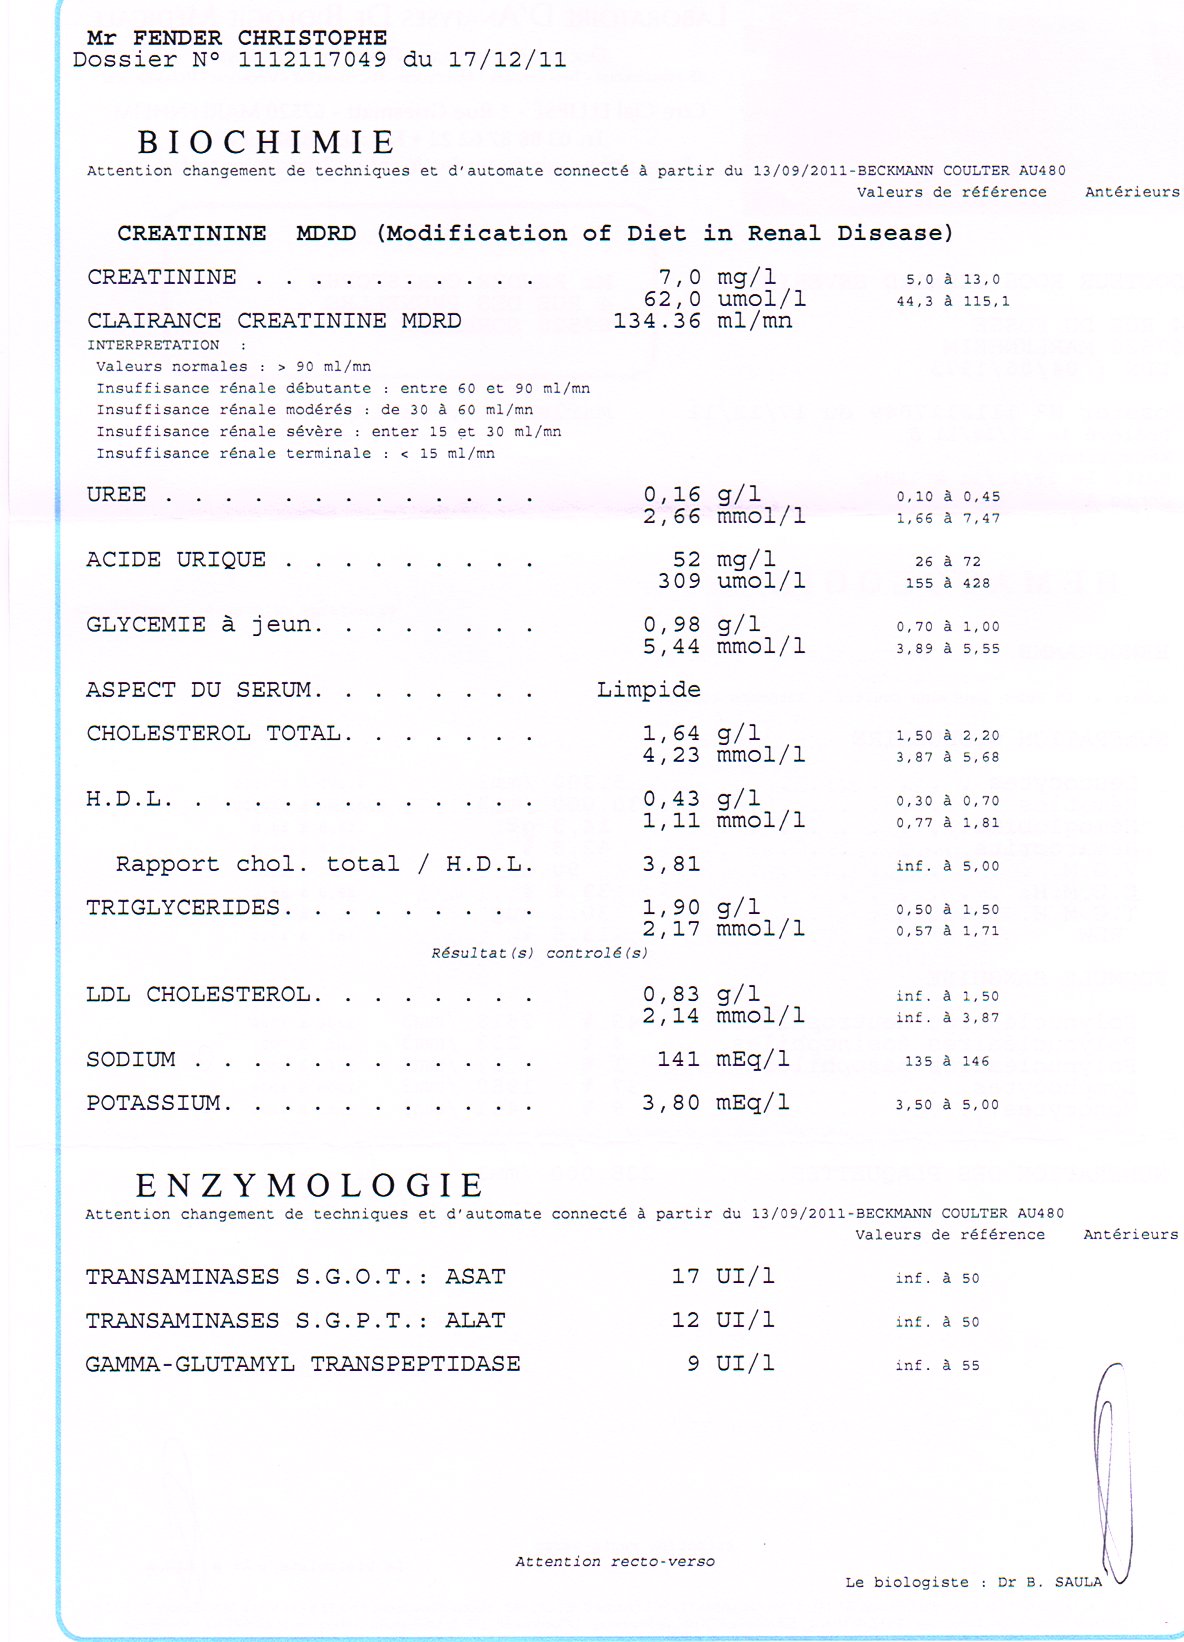 Mr FENDER CHRISTOPHE
Dossier N° 1112117049 du 17/12/11
BIOCHIMIE
Attention changement de techniques et d'automate connecté à partir du 13/09/2011-BECKMANN COULTER AU480
Valeurs de référence Antérieurs
CREATININE MDRD (Modification of Diet in Renal Disease)
CREATININE . . . . . . . . . . 7,0 mg/l 5,0 à 13,0
62,0 umol/l 44,3 à 115,1
CLAIRANCE CREATININE MDRD 134.36 ml/mn
INTERPRETATION :
Valeurs normales : > 90 ml/mn
Insuffisance rénale débutante : entre 60 et 90 ml/mn
Insuffisance rénale modérés : de 30 à 60 ml/mn
Insuffisance rénale sévère : enter 15 et 30 ml/mn
Insuffisance rénale terminale : < 15 ml/mn
UREE . . . . . . . . . . . . . 0,16 g/l 0,10 à 0,45
2,66 mmol/l 1,66 à 7,47
ACIDE URIQUE . . . . . . . . . 52 mg/l 26 à 72
309 umol/l 155 à 428
GLYCEMIE à jeun. . . . . . . . 0,98 g/l 0,70 à 1,00
5,44 mmol/l 3,89 à 5,55
ASPECT DU SERUM. . . . . . . . Limpide
CHOLESTEROL TOTAL. . . . . . . 1,64 g/l 1,50 à 2,20
4,23 mmol/l 3,87 à 5,68
H.D.L. . . . . . . . . . . . . 0,43 g/l 0,30 à 0,70
1,11 mmol/l 0,77 à 1,81
Rapport chol. total / H.D.L. 3,81 inf. à 5,00
TRIGLYCERIDES. . . . . . . . . 1,90 g/l 0,50 à 1,50
2,17 mmol/l 0,57 à 1,71
Résultat(s) controlé(s)
LDL CHOLESTEROL. . . . . . . . 0,83 g/l inf. à 1,50
2,14 mmol/l inf. à 3,87
SODIUM . . . . . . . . . . . . 141 mEq/l 135 à 146
POTASSIUM. . . . . . . . . . . 3,80 mEq/l 3,50 à 5,00
ENZYMOLOGIE
Attention changement de techniques et d'automate connecté à partir du 13/09/2011-BECKMANN COULTER AU480
Valeurs de référence Antérieurs
TRANSAMINASES S.G.O.T.: ASAT 17 UI/l inf. à 50
TRANSAMINASES S.G.P.T.: ALAT 12 UI/l inf. à 50
GAMMA-GLUTAMYL TRANSPEPTIDASE 9 UI/l inf. à 55
Attention recto-verso
Le biologiste : Dr B. SAULA